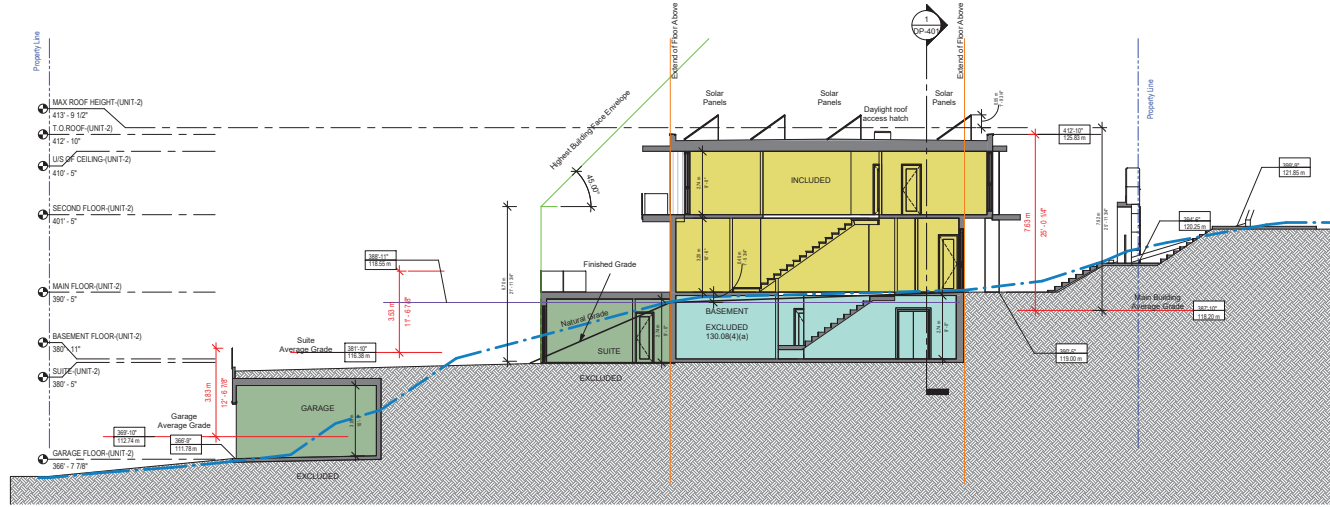 Property Line
MAX ROOF HEIGHT-(UNIT-2)
413' - 9 1/2"
T.O.ROOF-(UNIT-2)
412' - 10"
U/S OF CEILING-(UNIT-2)
410' - 5"
SECOND FLOOR-(UNIT-2)
401' - 5"
MAIN FLOOR-(UNIT-2)
390' - 5"
BASEMENT FLOOR-(UNIT-2)
380' - 11"
SUITE-(UNIT-2)
380' - 5"
GARAGE FLOOR-(UNIT-2)
366' - 7 7/8"
369'-10"
112.74 m
366'-9"
111.78 m
Garage
Average Grade
3.83 m
12' - 6 7/8"
GARAGE
EXCLUDED
Suite
Average Grade
381'-10"
116.38 m
388'-11"
118.55 m
3.53 m
11' - 6 7/8"
Highest Building Face Envelope
45.00°
Finished Grade
Natural Grade
SUITE
EXCLUDED
Extend of Floor Above
Solar
Panels
Solar
Panels
Daylight roof
access hatch
Solar
Panels
1
DP-401
Extend of Floor Above
INCLUDED
BASEMENT
EXCLUDED
130.08(4)(a)
412'-10"
125.83 m
7.63 m
25' -0 1/4"
Property Line
399'-9"
121.85 m
394'-6"
120.25 m
Main Building
Average Grade
387'-10"
118.20 m
390'-5"
119.00 m